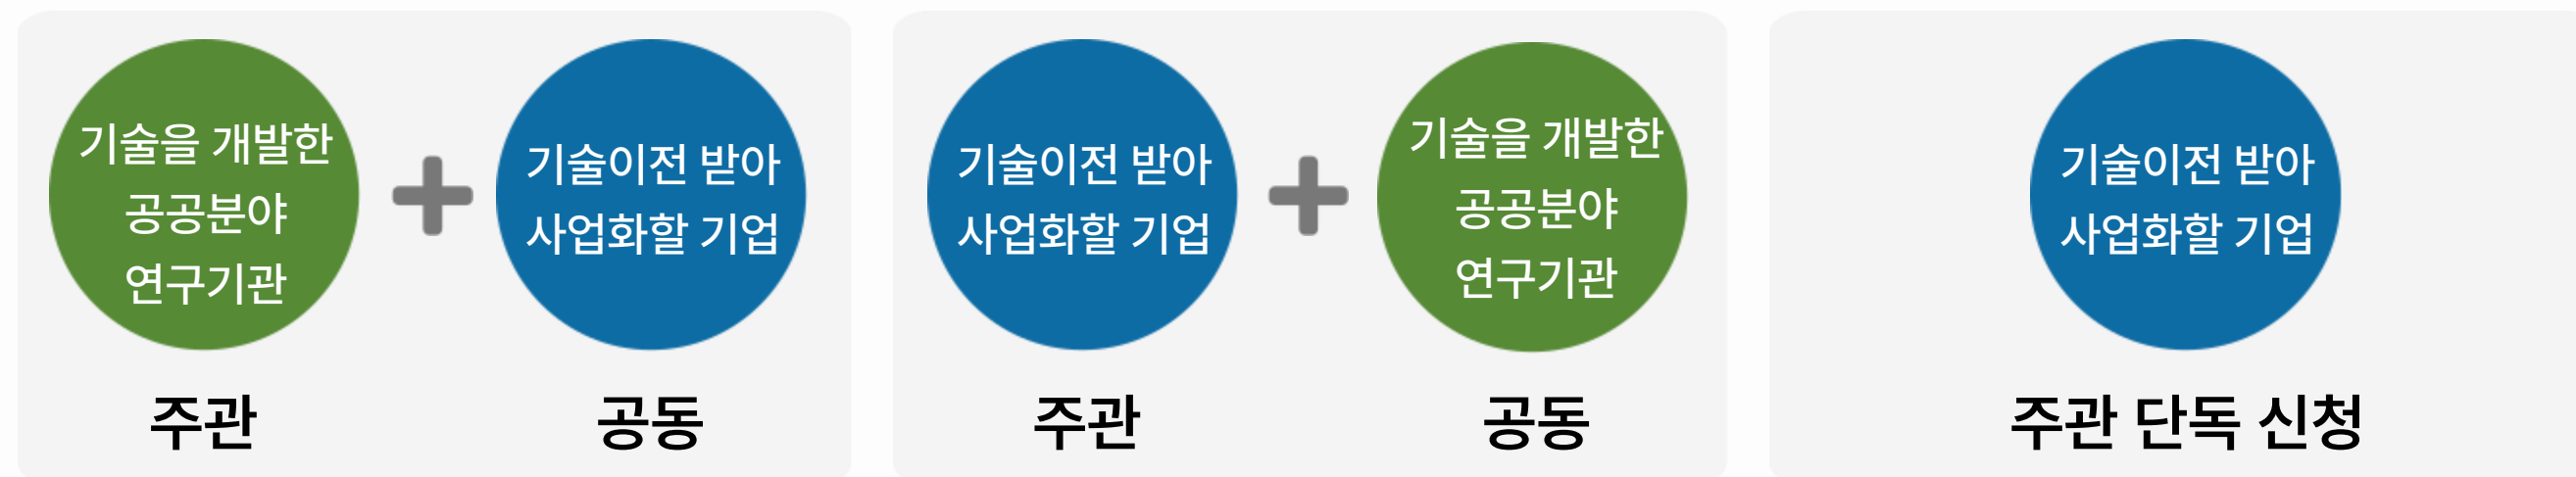 기술을 개발한
공공분야
연구기관
기술이전 받아
사업화할 기업
주관
공동
기술이전 받아
사업화할 기업
기술을 개발한
공공분야
연구기관
주관
공동
기술이전 받아
사업화할 기업
주관 단독 신청